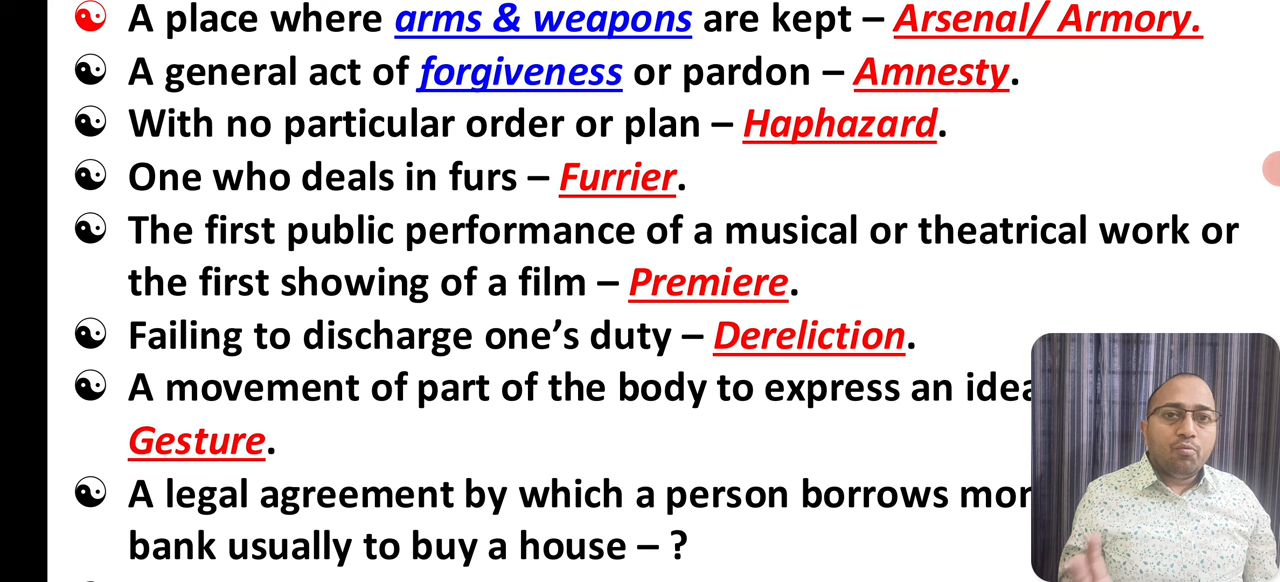 A place where arms & weapons are kept – Arsenal/ Armory.
A general act of forgiveness or pardon – Amnesty.
With no particular order or plan – Haphazard.
One who deals in furs – Furrier.
The first public performance of a musical or theatrical work or
the first showing of a film – Premiere.
Failing to discharge one’s duty – Dereliction.
A movement of part of the body to express an idea
Gesture.
A legal agreement by which a person borrows
bank usually to buy a house – ?